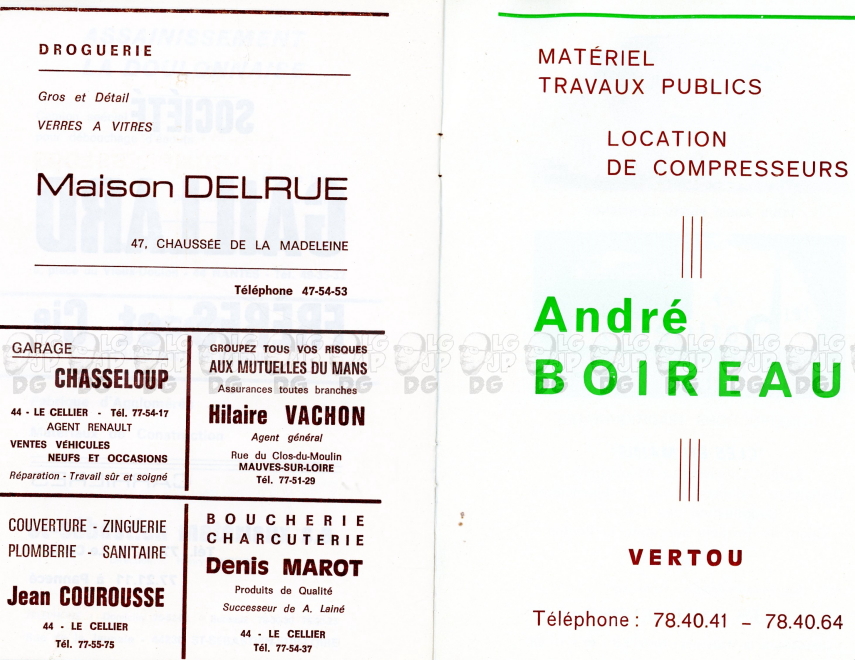 DROGUERIE
Gros et Détail
VERRES A VITRES
Maison DELRUE
47, CHAUSSÉE DE LA MADELEINE
Téléphone 47-54-53
GARAGE
CHASSELOUP
44 - LE CELLIER - Tél. 77-54-17
AGENT RENAULT
VENTES VÉHICULES
NEUFS ET OCCASIONS
Réparation - Travail sûr et soigné
GROUPEZ TOUS VOS RISQUES
AUX MUTUELLES DU MANS
Assurances toutes branches
Hilaire VACHON
Agent général
Rue du Clos-du-Moulin
MAUVES-SUR-LOIRE
Tél. 77-51-29
COUVERTURE - ZINGUERIE
PLOMBERIE - SANITAIRE
Jean COUROUSSE
44 - LE CELLIER
Tél. 77-55-75
BOUCHERIE
CHARCUTERIE
Denis MAROT
Produits de Qualité
Successeur de A. Lainé
44 - LE CELLIER
Tél. 77-54-37
MATÉRIEL
TRAVAUX PUBLICS
LOCATION
DE COMPRESSEURS
André
BOIREAU
VERTOU
Téléphone : 78.40.41 - 78.40.64